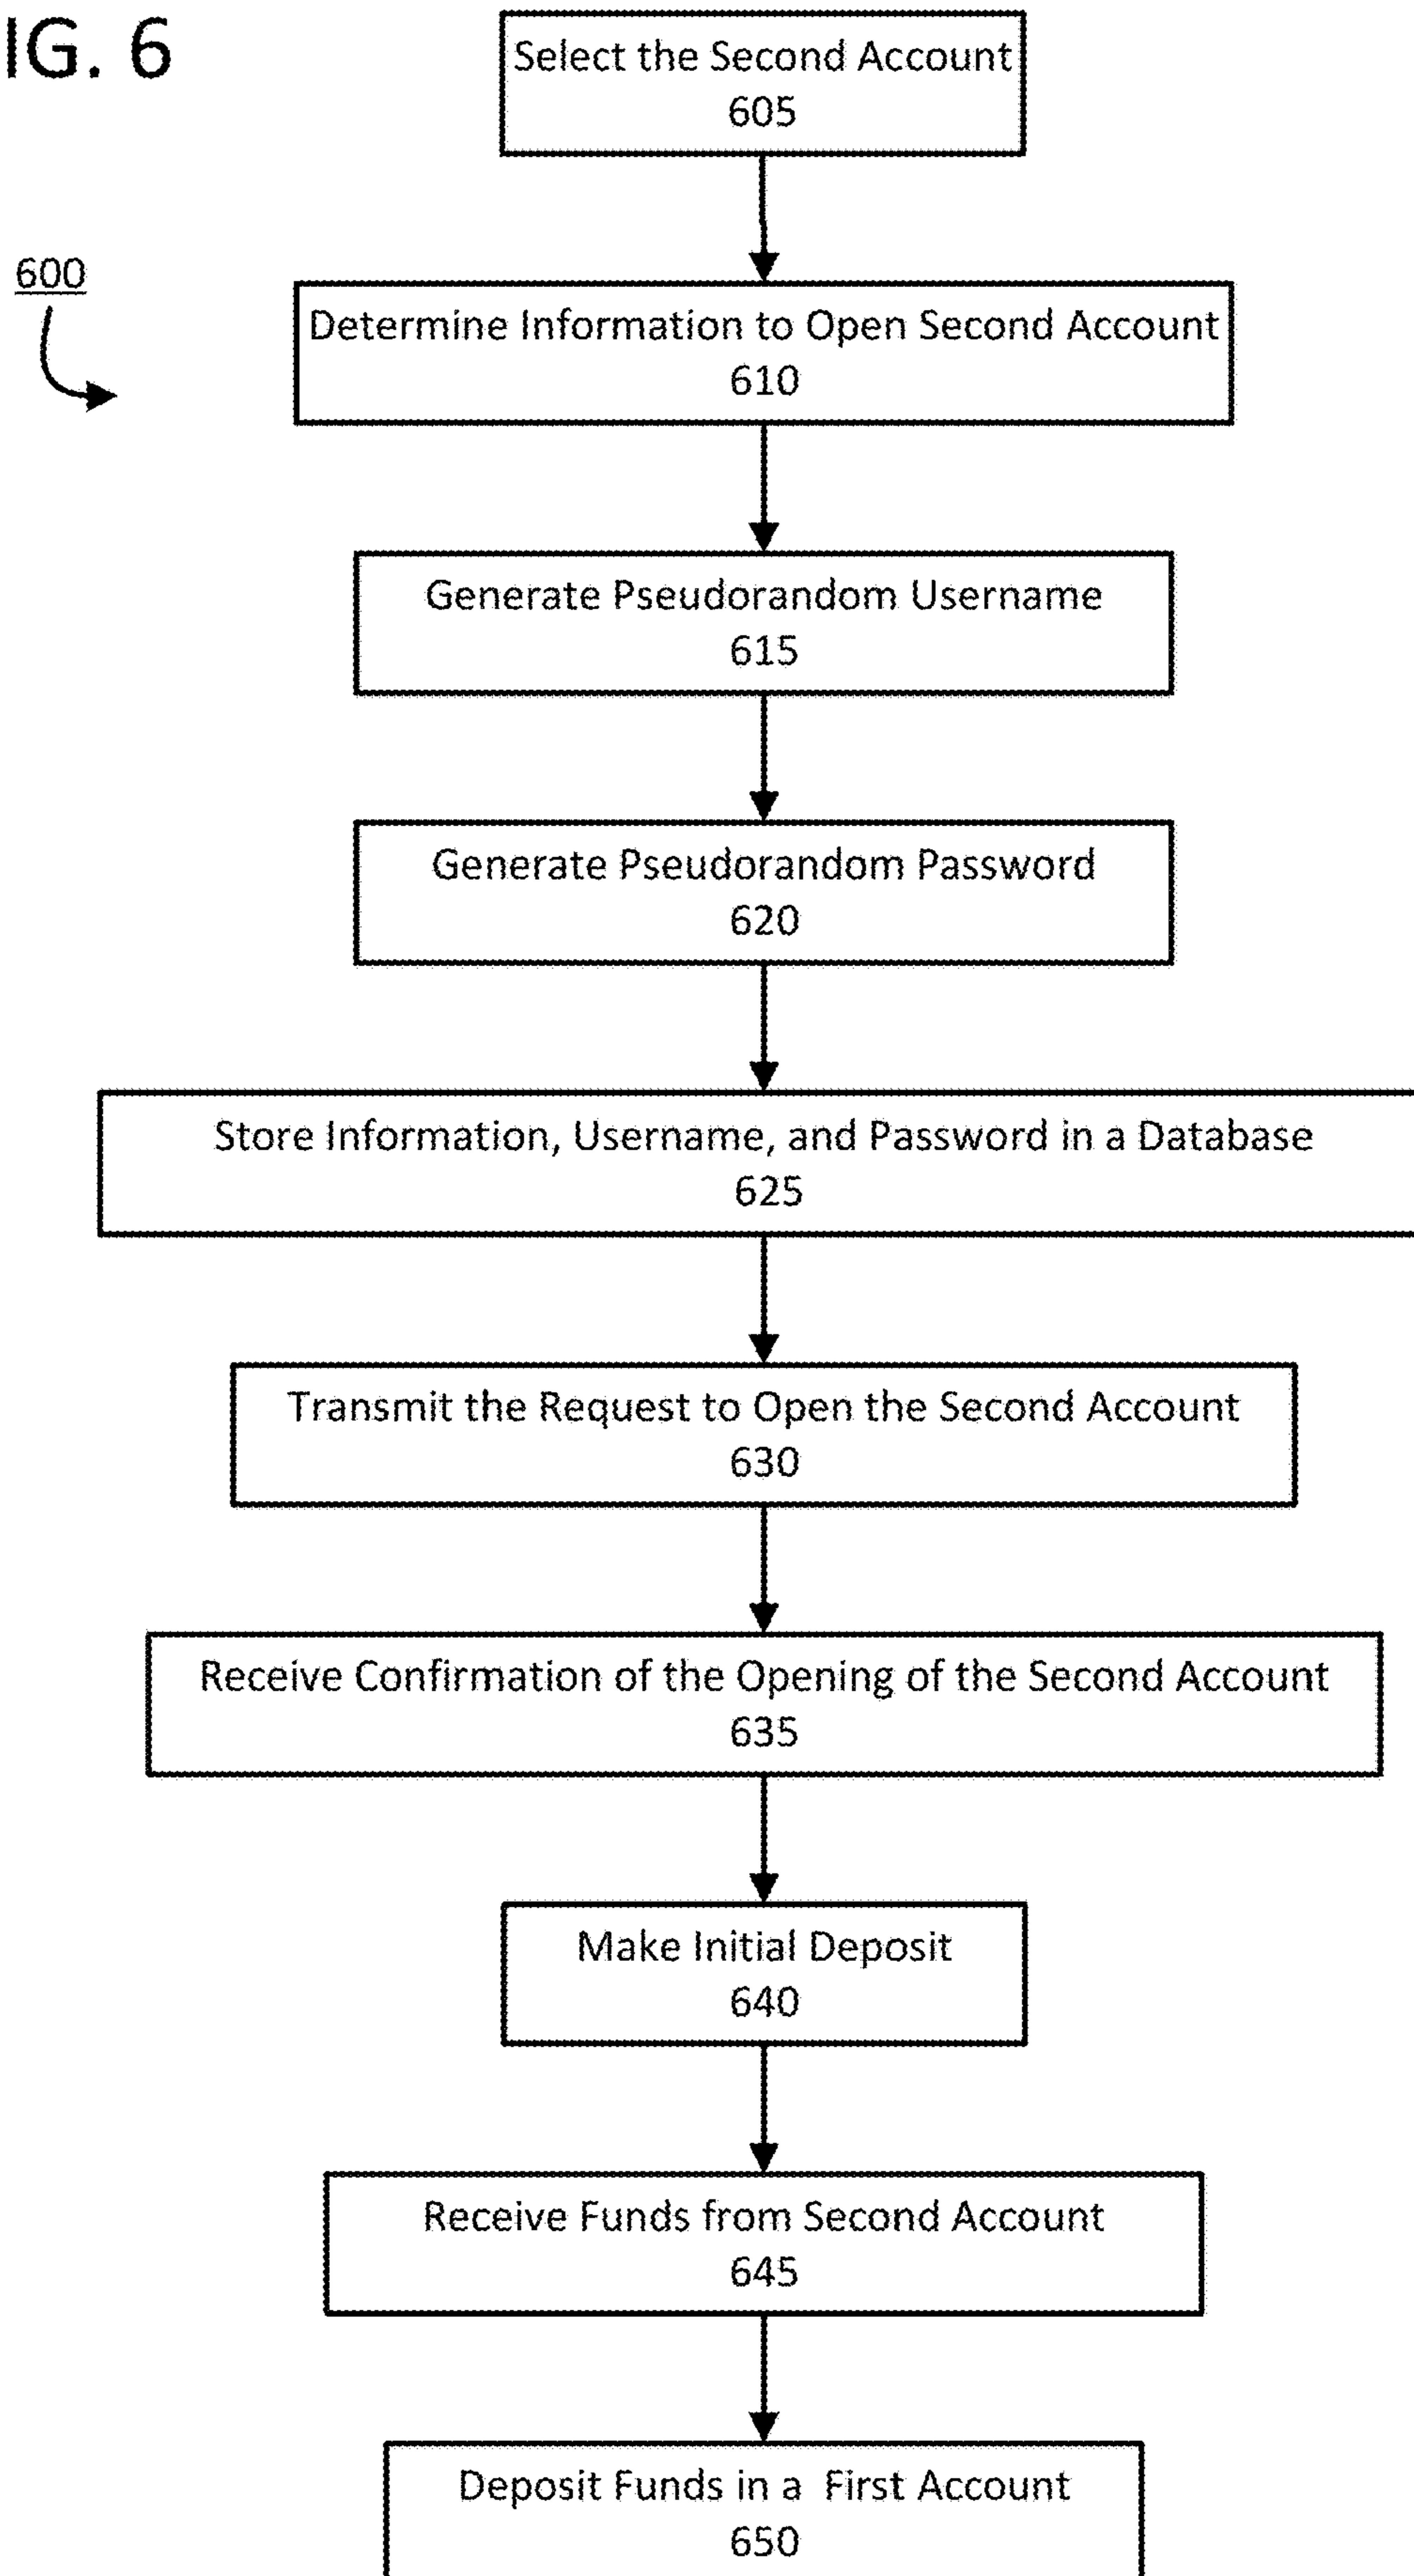 IG. 6
Select the Second Account
605
600
Determine Information to Open Second Account
610
Generate Pseudorandom Username
615
Generate Pseudorandom Password
620
Store Information, Username, and Password in a Database
625
Transmit the Request to Open the Second Account
630
Receive Confirmation of the Opening of the Second Account
635
Make Initial Deposit
640
Receive Funds from Second Account
645
Deposit Funds in a First Account
650